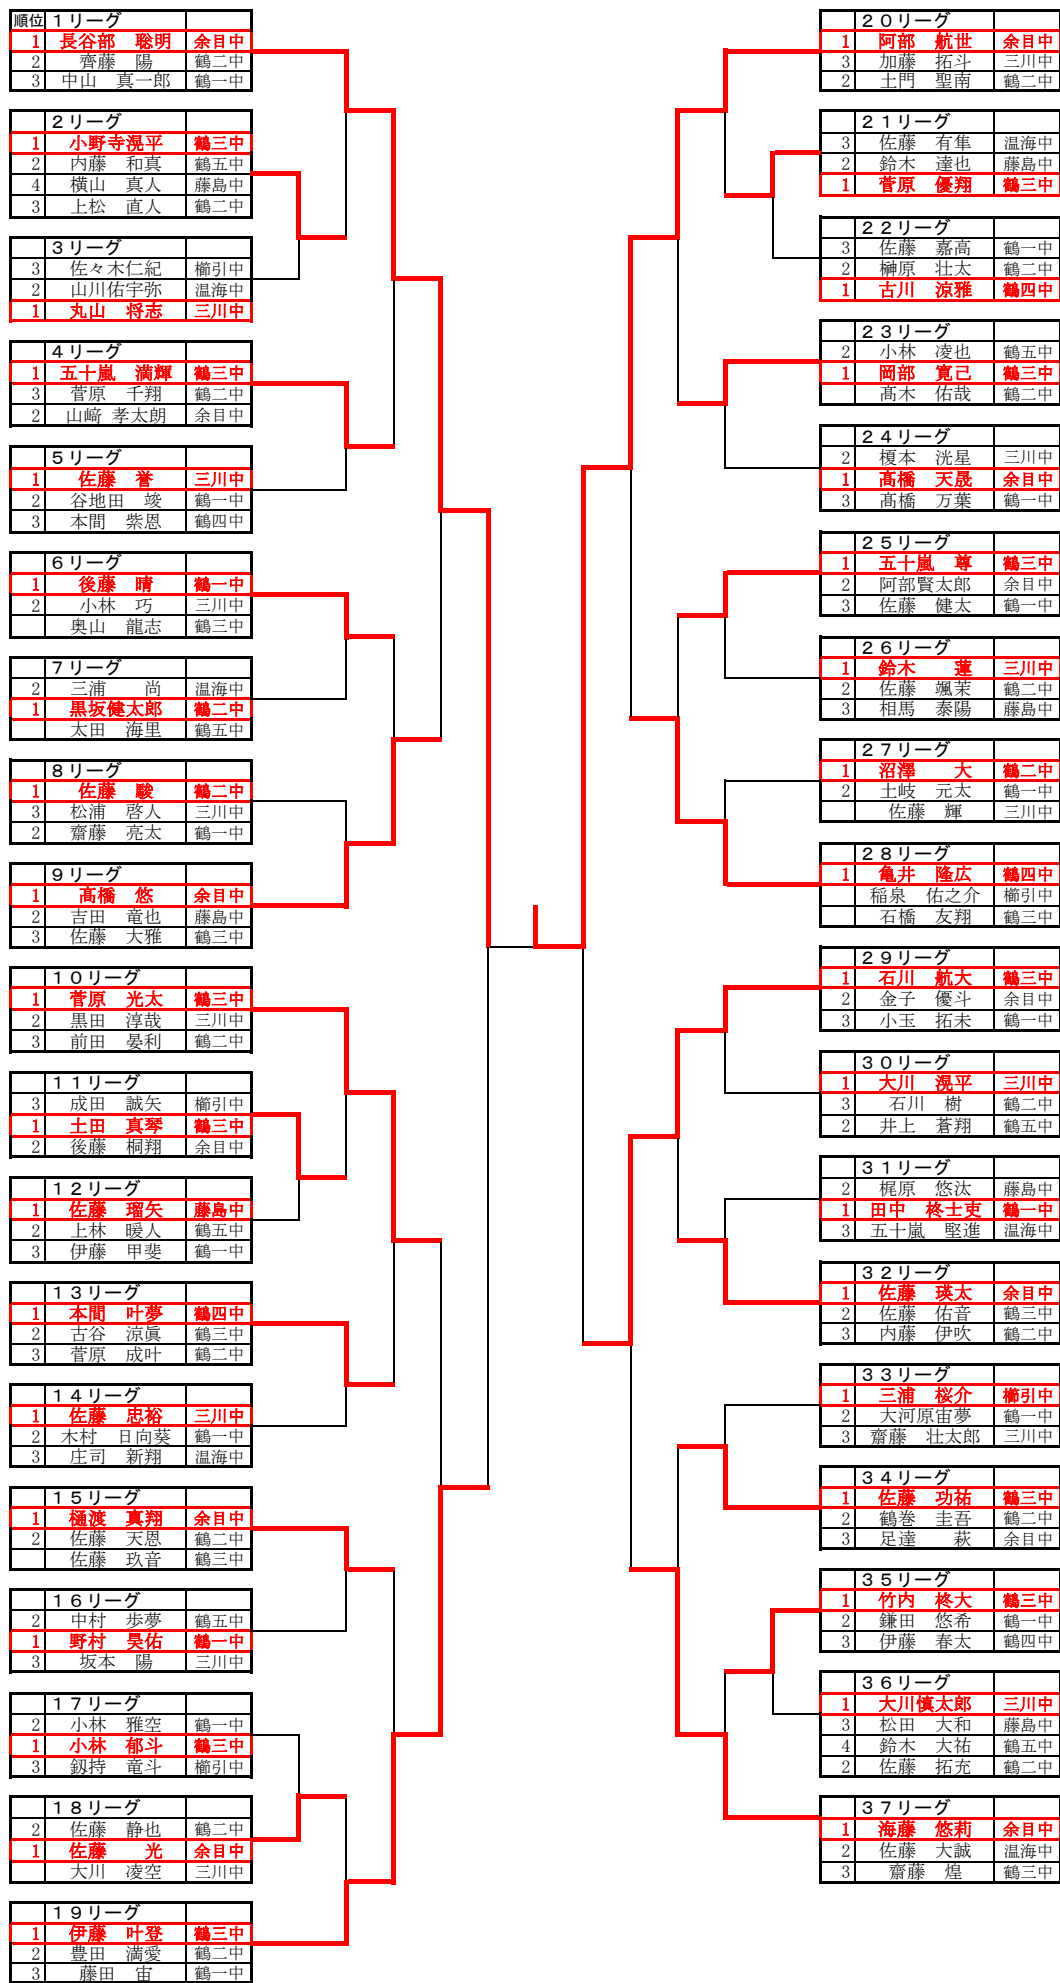 順位 1リーグ
1 長谷部 聡明 余目中
2 齊藤 陽 鶴二中
3 中山 真一郎 鶴一中
2リーグ
1 小野寺滉平 鶴三中
2 内藤 和真 鶴五中
4 横山 真人 藤島中
3 上松 直人 鶴二中
3リーグ
3 佐々木仁紀 櫛引中
2 山川佑宇弥 温海中
1 丸山 将志 三川中
4リーグ
1 五十嵐 満輝 鶴三中
3 菅原 千翔 鶴二中
2 山﨑 孝太朗 余目中
5リーグ
1 佐藤 誉 三川中
2 谷地田 竣 鶴一中
3 本間 紫恩 鶴四中
6リーグ
1 後藤 晴 鶴一中
2 小林 巧 三川中
奥山 龍志 鶴三中
7リーグ
2 三浦 尚 温海中
1 黒坂健太郎 鶴二中
太田 海里 鶴五中
8リーグ
1 佐藤 駿 鶴二中
3 松浦 啓人 三川中
2 齋藤 亮太 鶴一中
9リーグ
1 髙橋 悠 余目中
2 吉田 竜也 藤島中
3 佐藤 大雅 鶴三中
10リーグ
1 菅原 光太 鶴三中
2 黒田 淳哉 三川中
3 前田 晏利 鶴二中
11リーグ
3 成田 誠矢 櫛引中
1 土田 真琴 鶴三中
2 後藤 桐翔 余目中
12リーグ
1 佐藤 瑠矢 藤島中
2 上林 暖人 鶴五中
3 伊藤 甲斐 鶴一中
13リーグ
1 本間 叶夢 鶴四中
2 古谷 涼眞 鶴三中
3 菅原 成叶 鶴二中
14リーグ
1 佐藤 忠裕 三川中
2 木村 日向葵 鶴一中
3 庄司 新翔 温海中
15リーグ
1 樋渡 真翔 余目中
2 佐藤 天恩 鶴二中
佐藤 玖音 鶴三中
16リーグ
2 中村 歩夢 鶴五中
1 野村 昊佑 鶴一中
3 坂本 陽 三川中
17リーグ
2 小林 雅空 鶴一中
1 小林 郁斗 鶴三中
3 釼持 竜斗 櫛引中
18リーグ
2 佐藤 静也 鶴二中
1 佐藤 光 余目中
大川 凌空 三川中
19リーグ
1 伊藤 叶登 鶴三中
2 豊田 満愛 鶴二中
3 藤田 宙 鶴一中
20リーグ
1 阿部 航世 余目中
3 加藤 拓斗 三川中
2 土門 聖南 鶴二中
21リーグ
3 佐藤 有隼 温海中
2 鈴木 達也 藤島中
1 菅原 優翔 鶴三中
22リーグ
3 佐藤 嘉高 鶴一中
2 榊原 壮太 鶴二中
1 古川 涼雅 鶴四中
23リーグ
2 小林 凌也 鶴五中
1 岡部 寛己 鶴三中
髙木 佑哉 鶴二中
24リーグ
2 榎本 洸星 三川中
1 髙橋 天晟 余目中
3 髙橋 万葉 鶴一中
25リーグ
1 五十嵐 尊 鶴三中
2 阿部賢太郎 余目中
3 佐藤 健太 鶴一中
26リーグ
1 鈴木 蓮 三川中
2 佐藤 颯茉 鶴二中
3 相馬 泰陽 藤島中
27リーグ
1 沼澤 大 鶴二中
2 土岐 元太 鶴一中
佐藤 輝 三川中
28リーグ
1 亀井 隆広 鶴四中
稲泉 佑之介 櫛引中
石橋 友翔 鶴三中
29リーグ
1 石川 航大 鶴三中
2 金子 優斗 余目中
3 小玉 拓未 鶴一中
30リーグ
1 大川 滉平 三川中
3 石川 樹 鶴二中
2 井上 蒼翔 鶴五中
31リーグ
2 梶原 悠汰 藤島中
1 田中 柊士吏 鶴一中
3 五十嵐 堅進 温海中
32リーグ
1 佐藤 瑛太 余目中
2 佐藤 佑音 鶴三中
3 内藤 伊吹 鶴二中
33リーグ
1 三浦 桜介 櫛引中
2 大河原宙夢 鶴一中
3 齋藤 壮太郎 三川中
34リーグ
1 佐藤 功祐 鶴三中
2 鶴巻 圭吾 鶴二中
3 足達 萩 余目中
35リーグ
1 竹内 柊大 鶴三中
2 鎌田 悠希 鶴一中
3 伊藤 春太 鶴四中
36リーグ
1 大川慎太郎 三川中
3 松田 大和 藤島中
4 鈴木 大祐 鶴五中
2 佐藤 拓充 鶴二中
37リーグ
1 海藤 悠莉 余目中
2 佐藤 大誠 温海中
3 齋藤 煌 鶴三中